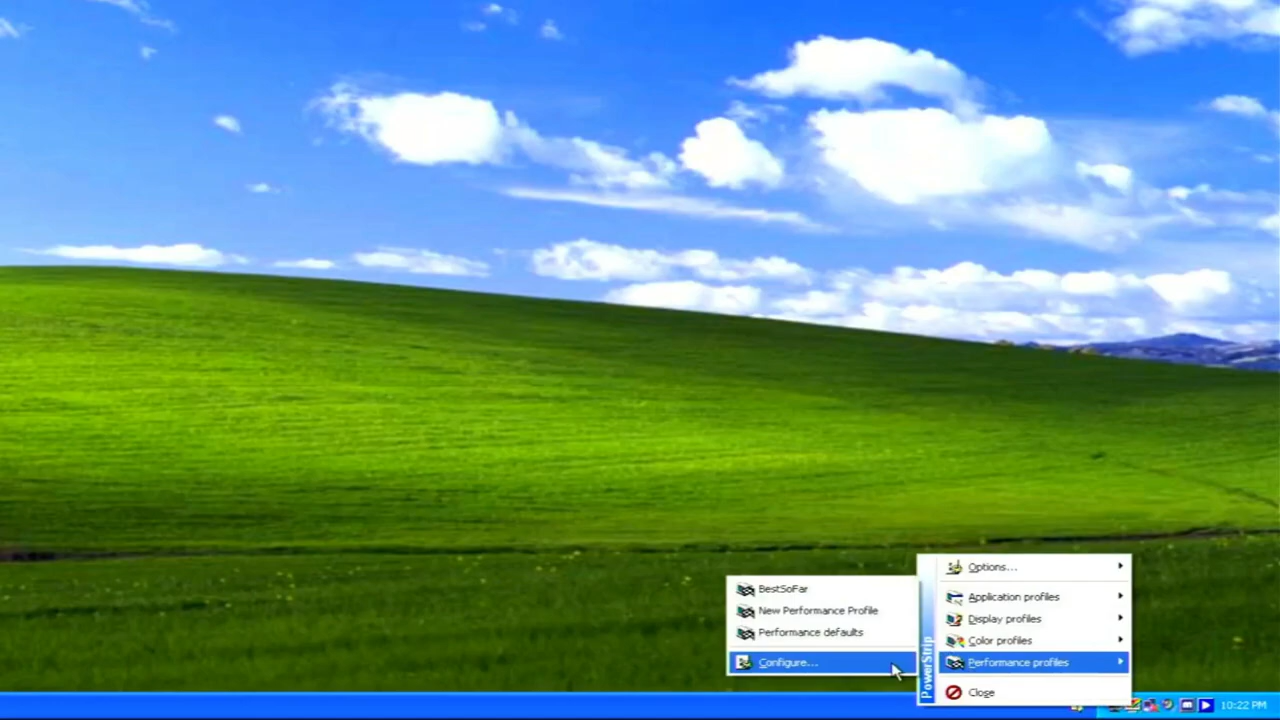 Options...
Application profiles
Display profiles
Color profiles
Performance profiles
Close
PowerStrip
BestSoFar
New Performance Profile
Performance defaults
Configure...
10:22 PM